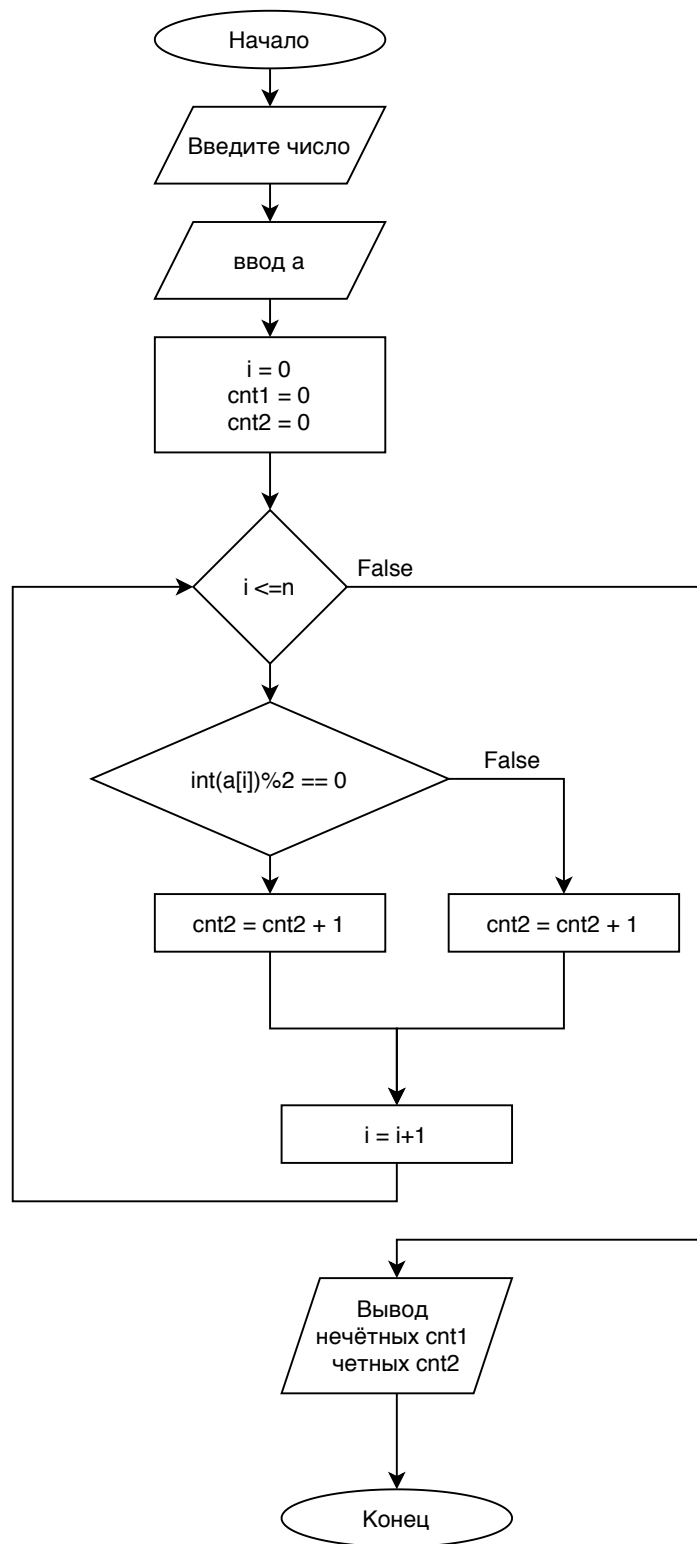 Начало
Введите число
ввод a
i = 0
cnt1 = 0
cnt2 = 0
i <=n
False
int(a[i])%2 == 0
False
cnt2 = cnt2 + 1
cnt2 = cnt2 + 1
i = i+1
Вывод
нечётных cnt1
четных cnt2
Конец